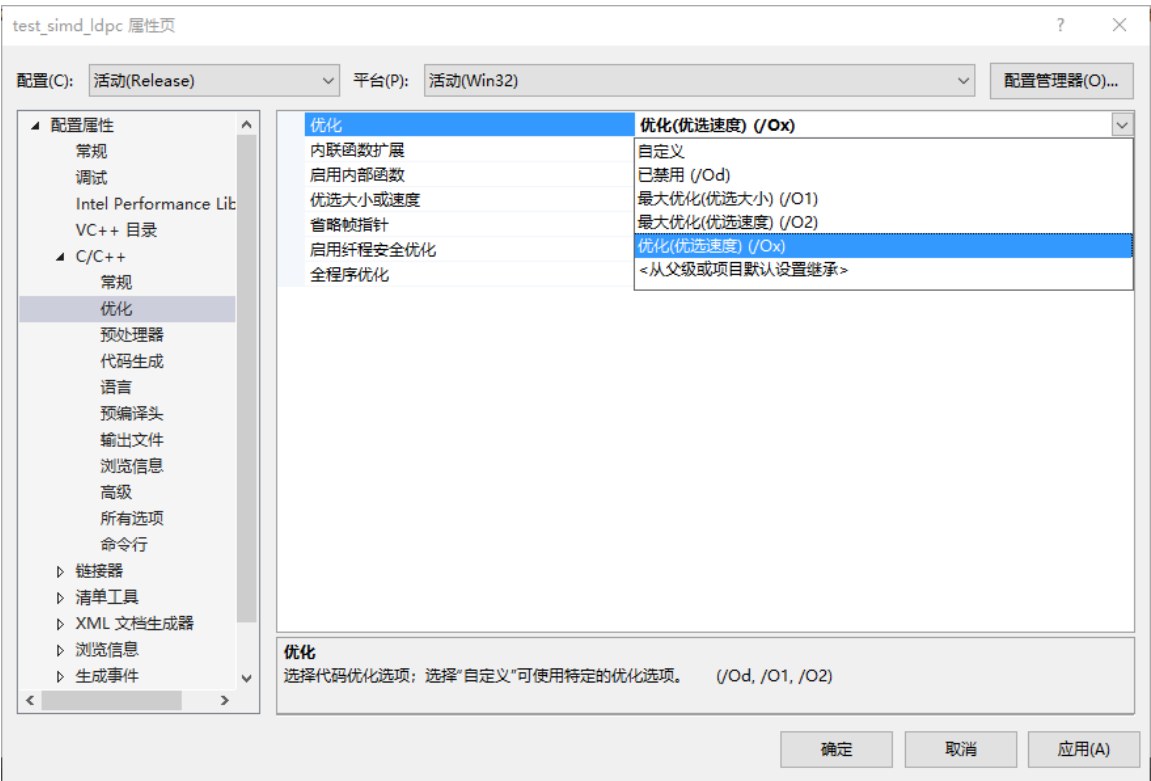 test_simd_ldpc 属性页
?
配置(C):
活动(Release)
平台(P):
活动(Win32)
配置管理器(O)...
配置属性
常规
调试
Intel Performance Lib
VC++ 目录
C/C++
常规
优化
预处理器
代码生成
语言
预编译头
输出文件
浏览信息
高级
所有选项
命令行
链接器
清单工具
XML 文档生成器
浏览信息
生成事件
优化
优化(优选速度) (/Ox)
内联函数扩展
启用内部函数
优选大小或速度
省略帧指针
启用纤程安全优化
全程序优化
自定义
已禁用 (/Od)
最大优化(优选大小) (/O1)
最大优化(优选速度) (/O2)
优化(优选速度) (/Ox)
<从父级或项目默认设置继承>
优化
选择代码优化选项；选择“自定义”可使用特定的优化选项。 (/Od, /O1, /O2)
确定
取消
应用(A)